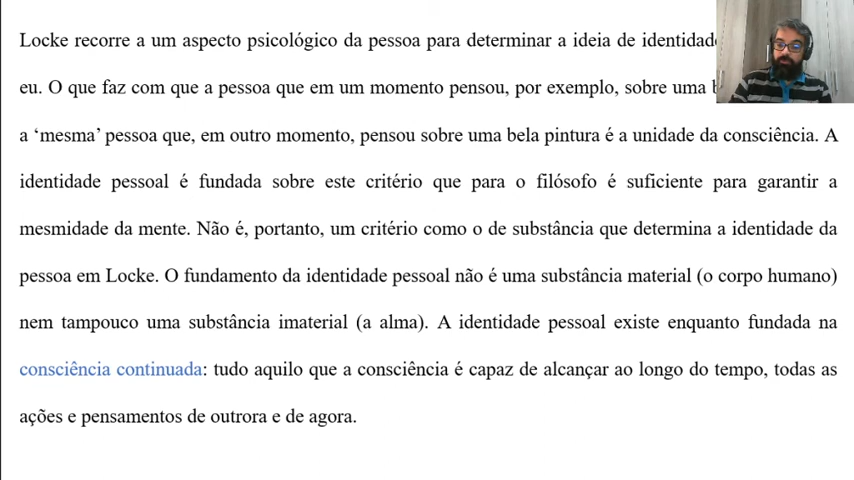 Locke recorre a um aspecto psicológico da pessoa para determinar a ideia de identidade
eu. O que faz com que a pessoa que em um momento pensou, por exemplo, sobre uma
a ‘mesma’ pessoa que, em outro momento, pensou sobre uma bela pintura é a unidade da consciência. A
identidade pessoal é fundada sobre este critério que para o filósofo é suficiente para garantir a
mesmidade da mente. Não é, portanto, um critério como o de substância que determina a identidade da
pessoa em Locke. O fundamento da identidade pessoal não é uma substância material (o corpo humano)
nem tampouco uma substância imaterial (a alma). A identidade pessoal existe enquanto fundada na
consciência continuada: tudo aquilo que a consciência é capaz de alcançar ao longo do tempo, todas as
ações e pensamentos de outrora e de agora.